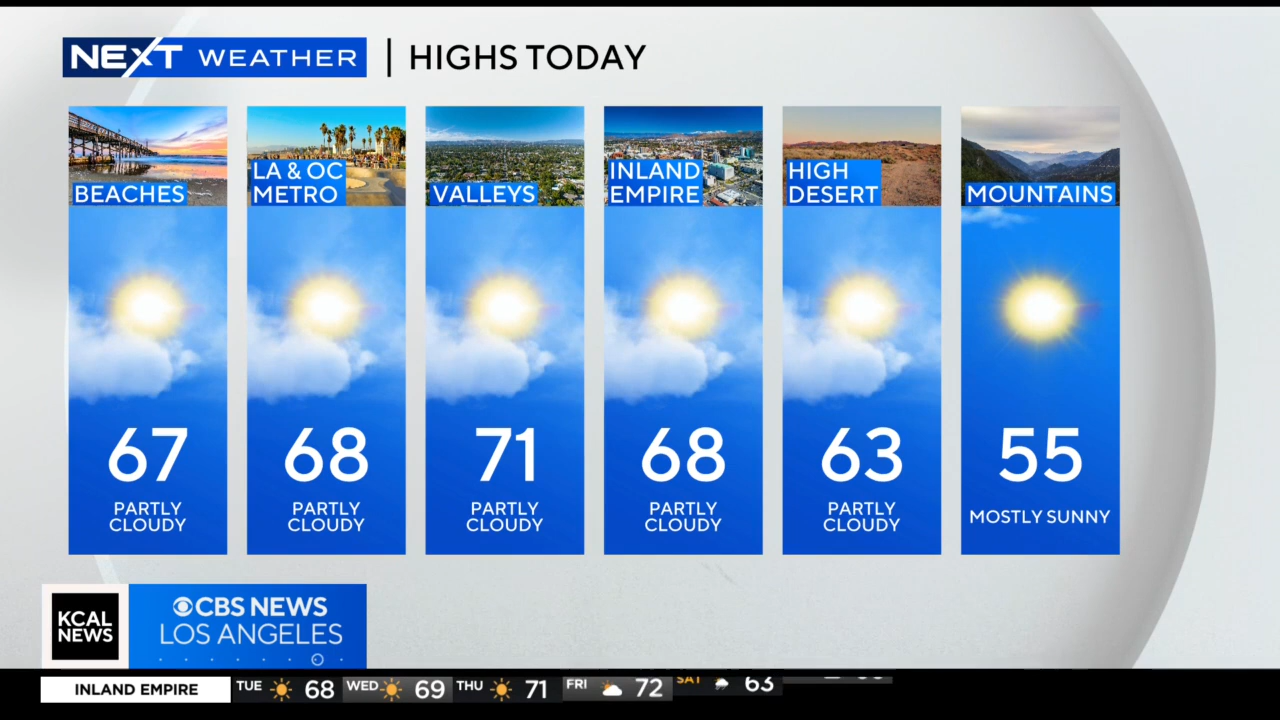 NEXT WEATHER | HIGHS TODAY
BEACHES
LA & OC
METRO
VALLEYS
INLAND
EMPIRE
HIGH
DESERT
MOUNTAINS
67
68
71
68
63
55
PARTLY
CLOUDY
PARTLY
CLOUDY
PARTLY
CLOUDY
PARTLY
CLOUDY
PARTLY
CLOUDY
MOSTLY SUNNY
KCAL
NEWS
CBS NEWS
LOS ANGELES
INLAND EMPIRE TUE 68 WED 69 THU 71 FRI 72 SAT 63